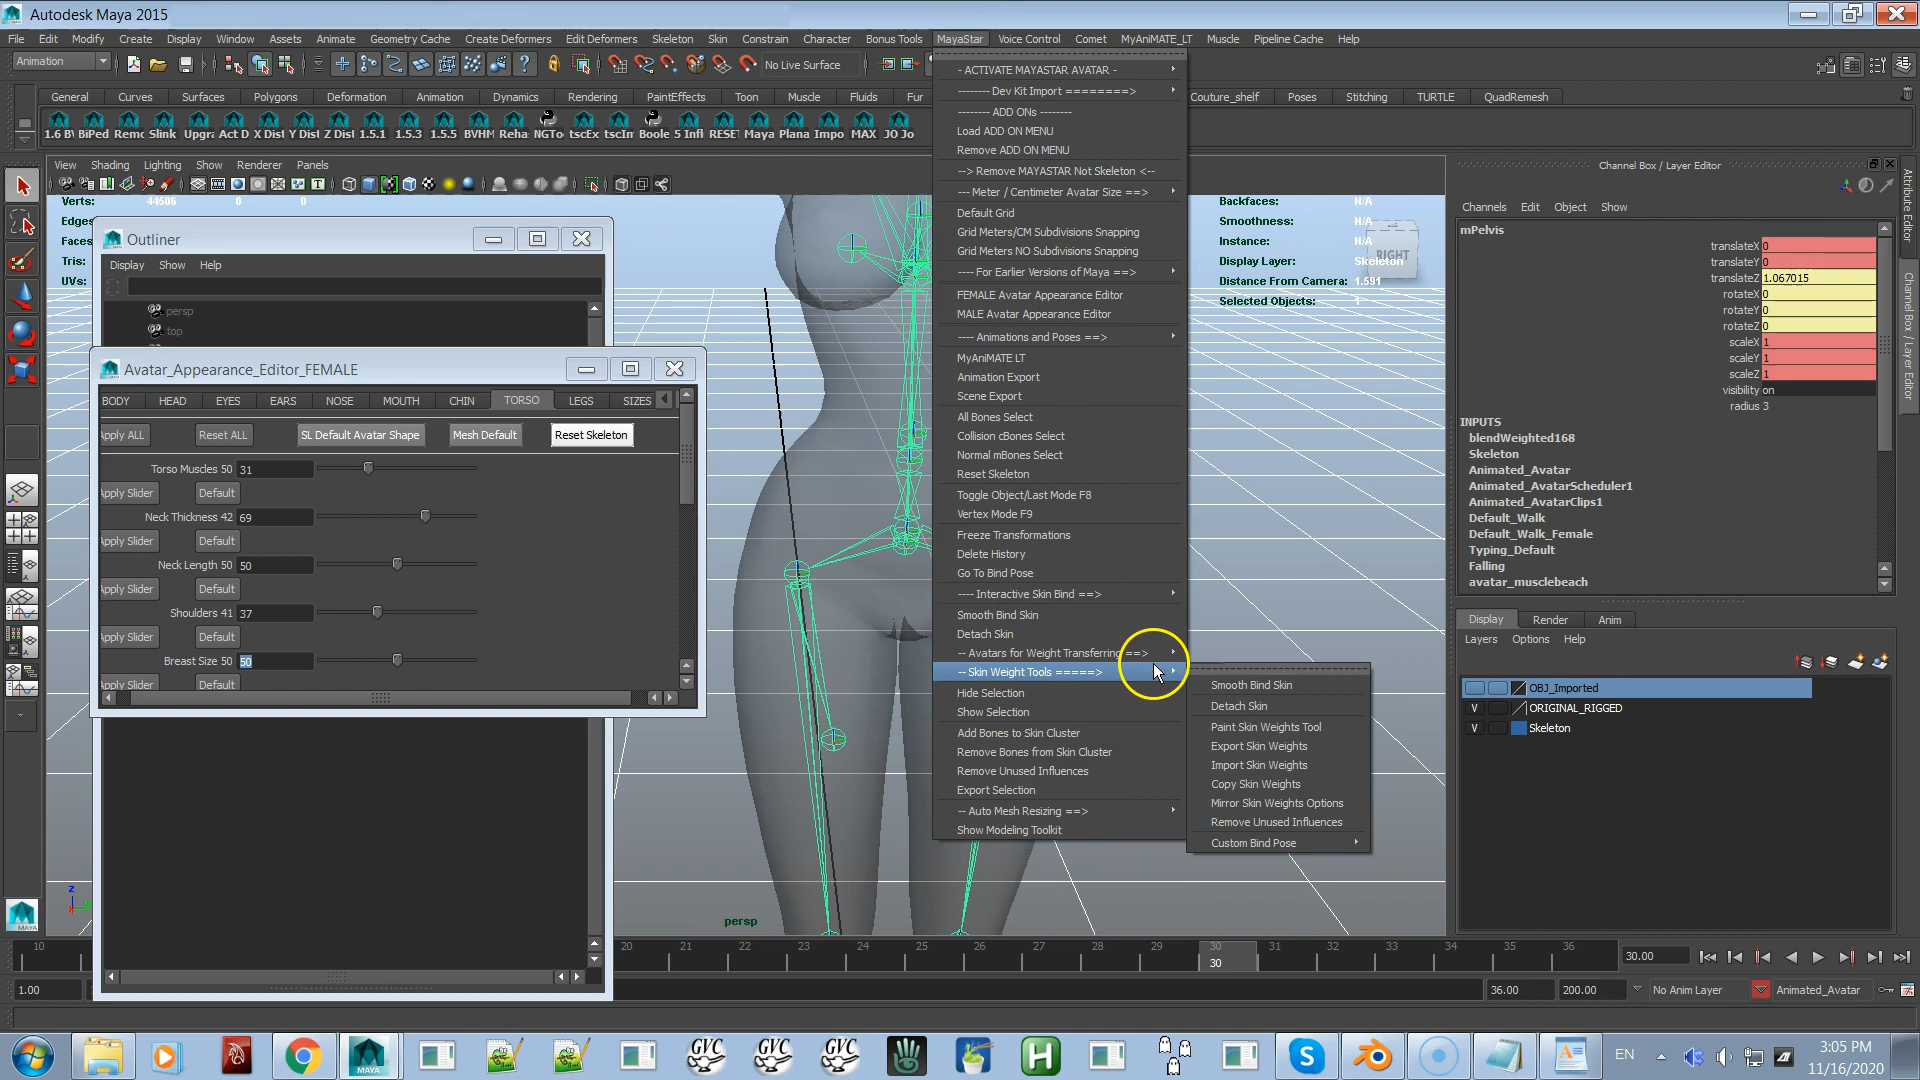 Autodesk Maya 2015
File Edit Modify Create Display Window Assets Animate Geometry Cache Create Deformers Edit Deformers Skeleton Skin Constrain Character Bonus Tools MayaStar Voice Control Comet MyAniMATE_LT Muscle Pipeline Cache Help
Animation
No Live Surface
General Curves Surfaces Polygons Deformation Animation Dynamics Rendering PaintEffects Toon Muscle Fluids Fur
Couture_shelf Poses Stitching TURTLE QuadRemesh
1.6 BV BiPed Remc Slink Upgra Act D X Dist Y Dist Z Dist 1.5.1 1.5.3 1.5.5 BVHM Reha NGTo tscEx tscIm Boole 5 Infl RESET Maya Plana Impo MAX JO Jo
View Shading Lighting Show Renderer Panels
Verts: 44506 0 0
Edges:
Faces:
Tris:
UVs:
Backfaces: N/A
Smoothness: N/A
Instance: N/A
Display Layer: Skeleton
Distance From Camera: 1.591
Selected Objects: 1
RIGHT
Outliner
Display Show Help
persp
top
Avatar_Appearance_Editor_FEMALE
BODY HEAD EYES EARS NOSE MOUTH CHIN TORSO LEGS SIZES
Apply ALL Reset ALL SL Default Avatar Shape Mesh Default Reset Skeleton
Torso Muscles 50 31
Apply Slider Default
Neck Thickness 42 69
Apply Slider Default
Neck Length 50 50
Apply Slider Default
Shoulders 41 37
Apply Slider Default
Breast Size 50 50
Apply Slider Default
- ACTIVATE MAYASTAR AVATAR -
-------- Dev Kit Import ========>
-------- ADD ONs --------
Load ADD ON MENU
Remove ADD ON MENU
--> Remove MAYASTAR Not Skeleton <--
--- Meter / Centimeter Avatar Size ==>
Default Grid
Grid Meters/CM Subdivisions Snapping
Grid Meters NO Subdivisions Snapping
---- For Earlier Versions of Maya ==>
FEMALE Avatar Appearance Editor
MALE Avatar Appearance Editor
---- Animations and Poses ==>
MyAniMATE LT
Animation Export
Scene Export
All Bones Select
Collision cBones Select
Normal mBones Select
Reset Skeleton
Toggle Object/Last Mode F8
Vertex Mode F9
Freeze Transformations
Delete History
Go To Bind Pose
---- Interactive Skin Bind ==>
Smooth Bind Skin
Detach Skin
-- Avatars for Weight Transferring ==>
-- Skin Weight Tools =====>
Hide Selection
Show Selection
Add Bones to Skin Cluster
Remove Bones from Skin Cluster
Remove Unused Influences
Export Selection
-- Auto Mesh Resizing ==>
Show Modeling Toolkit
Smooth Bind Skin
Detach Skin
Paint Skin Weights Tool
Export Skin Weights
Import Skin Weights
Copy Skin Weights
Mirror Skin Weights Options
Remove Unused Influences
Custom Bind Pose
persp
z
Channel Box / Layer Editor
Channels Edit Object Show
mPelvis
translateX 0
translateY 0
translateZ 1.067015
rotateX 0
rotateY 0
rotateZ 0
scaleX 1
scaleY 1
scaleZ 1
visibility on
radius 3
INPUTS
blendWeighted168
Skeleton
Animated_Avatar
Animated_AvatarScheduler1
Animated_AvatarClips1
Default_Walk
Default_Walk_Female
Typing_Default
Falling
avatar_musclebeach
Attribute Editor
Channel Box / Layer Editor
Display Render Anim
Layers Options Help
OBJ_Imported
V ORIGINAL_RIGGED
V Skeleton
10 20 21 22 23 24 25 26 27 28 29 30 31 32 33 34 35 36
30
30.00
1.00 36.00 200.00 No Anim Layer Animated_Avatar
MAYA
GVC GVC GVC
EN
3:05 PM
11/16/2020